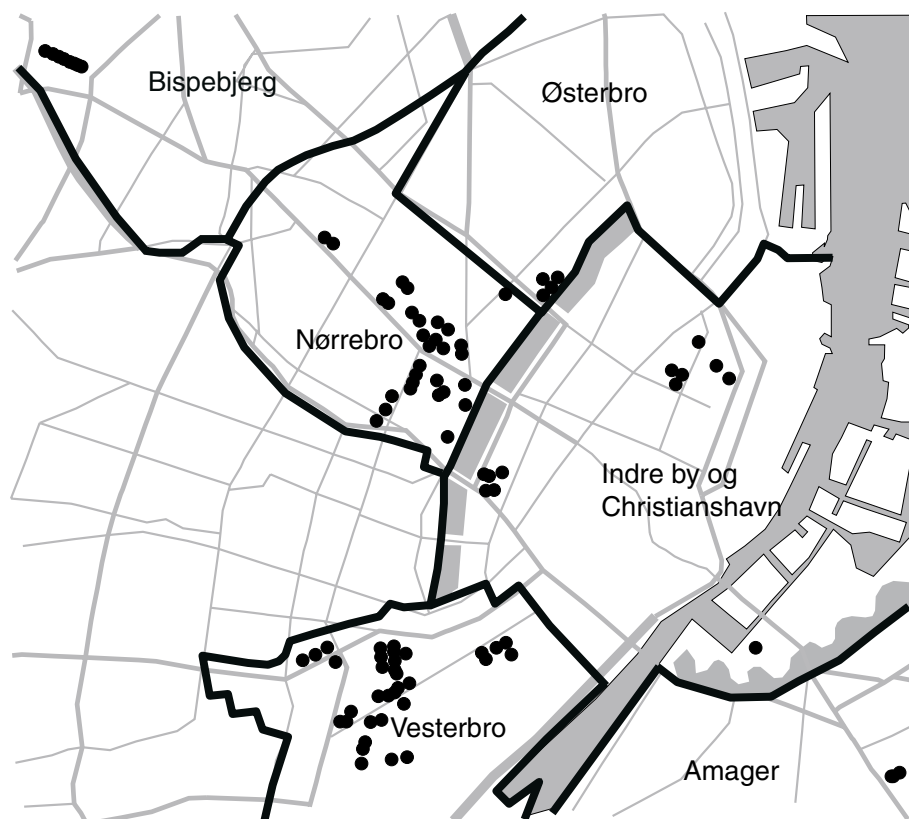 Bispebjerg
Østerbro
Nørrebro
Indre by og
Christianshavn
Vesterbro
Amager